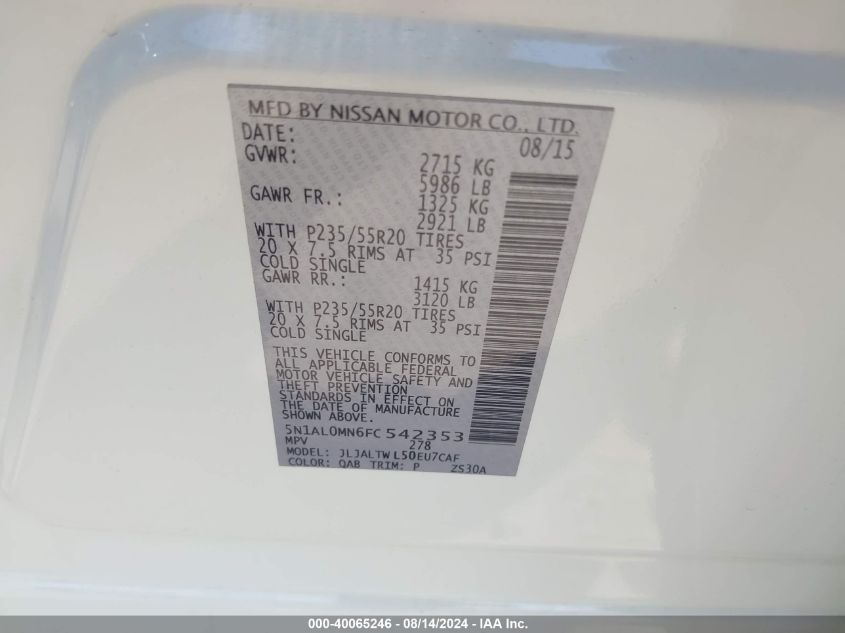 MFD BY NISSAN MOTOR CO., LTD.
DATE: 08/15
GVWR: 2715 KG
5986 LB
GAWR FR.: 1325 KG
2921 LB
WITH P235/55R20 TIRES
20 X 7.5 RIMS AT 35 PSI
COLD SINGLE
GAWR RR.: 1415 KG
3120 LB
WITH P235/55R20 TIRES
20 X 7.5 RIMS AT 35 PSI
COLD SINGLE
THIS VEHICLE CONFORMS TO
ALL APPLICABLE FEDERAL
MOTOR VEHICLE SAFETY AND
THEFT PREVENTION
STANDARDS IN EFFECT ON
THE DATE OF MANUFACTURE
SHOWN ABOVE.
5N1AL0MN6FC542353
MPV 278
MODEL: JLJALTWL50EU7CAF
COLOR: QAB TRIM: P ZS30A
000-40065246 - 08/14/2024 - IAA Inc.